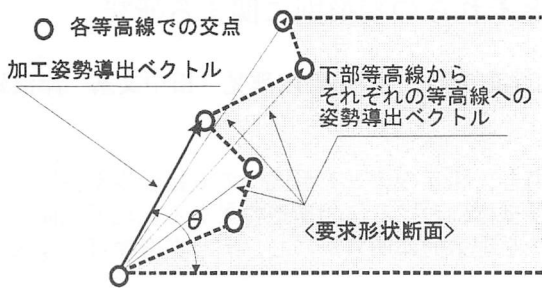 各等高線での交点
加工姿勢導出ベクトル
下部等高線から
それぞれの等高線への
姿勢導出ベクトル
θ
<要求形状断面>